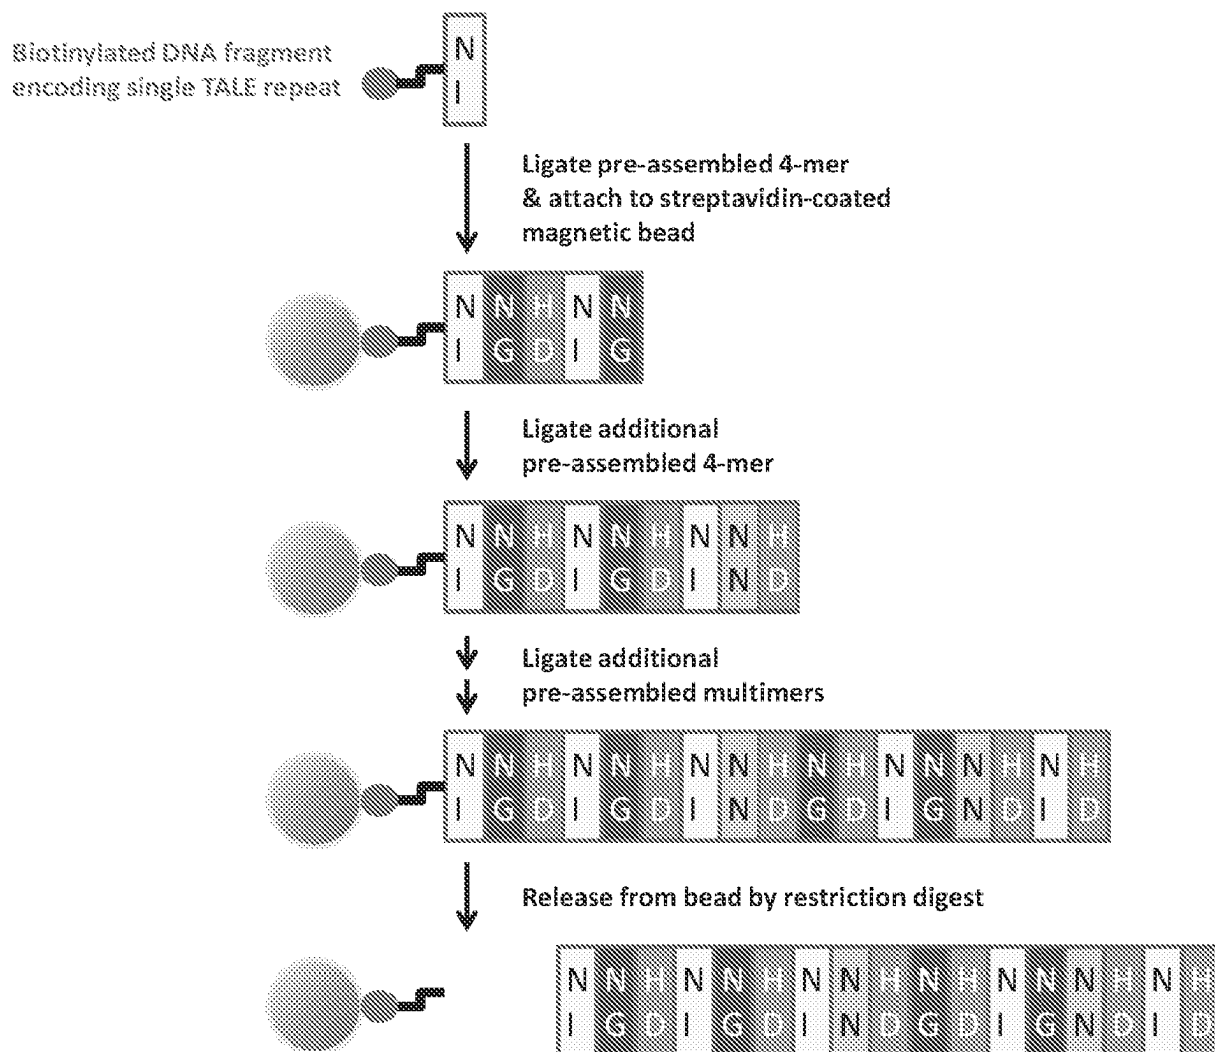 Biotinylated DNA fragment
encoding single TALE repeat
N
I
Ligate pre-assembled 4-mer
& attach to streptavidin-coated
magnetic bead
N N H N N
I G D I G
Ligate additional
pre-assembled 4-mer
N N H N N H N N H
I G D I G D I N D
Ligate additional
pre-assembled multimers
N N H N N H N N H N H N N N H N H
I G D I G D I N D G D I G N D I D
Release from bead by restriction digest
N N H N N H N N H N H N N N H N H
I G D I G D I N D G D I G N D I D